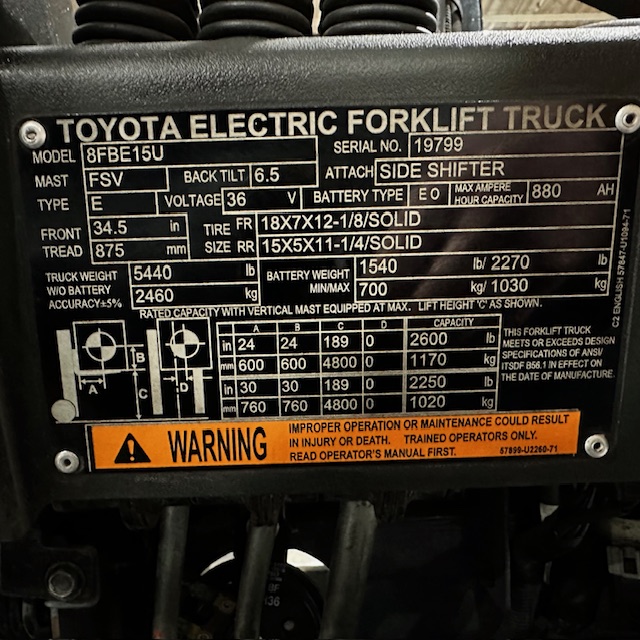 TOYOTA ELECTRIC FORKLIFT TRUCK
MODEL 8FBE15U SERIAL NO. 19799
MAST FSV BACK TILT 6.5 ATTACH SIDE SHIFTER
TYPE E VOLTAGE 36 V BATTERY TYPE E O MAX AMPERE HOUR CAPACITY 880 AH
FRONT TREAD 34.5 in TIRE SIZE FR 18X7X12-1/8/SOLID
875 mm RR 15X5X11-1/4/SOLID
TRUCK WEIGHT W/O BATTERY ACCURACY±5% 5440 lb BATTERY WEIGHT MIN/MAX 1540 lb/ 2270 lb
2460 kg 700 kg/ 1030 kg
RATED CAPACITY WITH VERTICAL MAST EQUIPPED AT MAX. LIFT HEIGHT 'C' AS SHOWN.
A B C D CAPACITY
in 24 24 189 0 2600 lb
mm 600 600 4800 0 1170 kg
in 30 30 189 0 2250 lb
mm 760 760 4800 0 1020 kg
A B C D
THIS FORKLIFT TRUCK
MEETS OR EXCEEDS DESIGN
SPECIFICATIONS OF ANSI/
ITSDF B56.1 IN EFFECT ON
THE DATE OF MANUFACTURE.
C2 ENGLISH 57847-U1094-71
WARNING
IMPROPER OPERATION OR MAINTENANCE COULD RESULT
IN INJURY OR DEATH. TRAINED OPERATORS ONLY.
READ OPERATOR'S MANUAL FIRST. 57899-U2260-71